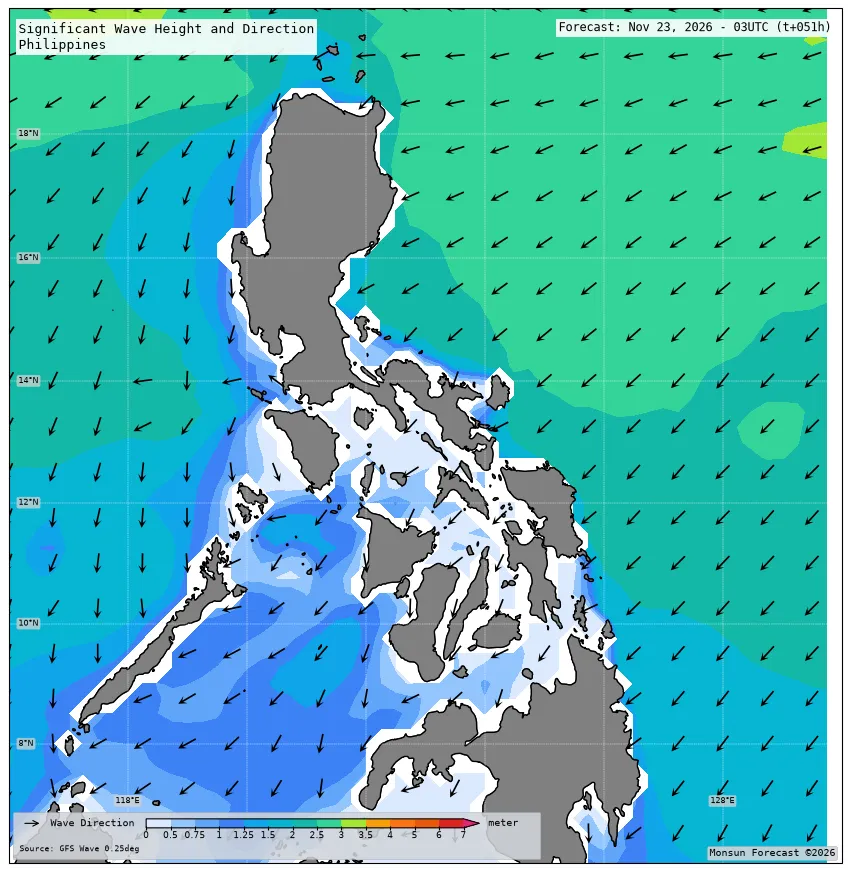 Significant Wave Height and Direction
Philippines
Forecast: Nov 23, 2026 - 03UTC (t+051h)
18°N
16°N
14°N
12°N
10°N
8°N
118°E
128°E
Wave Direction
0 0.5 0.75 1 1.25 1.5 2 2.5 3 3.5 4 5 6 7
meter
Source: GFS Wave 0.25deg
Monsun Forecast ©2026